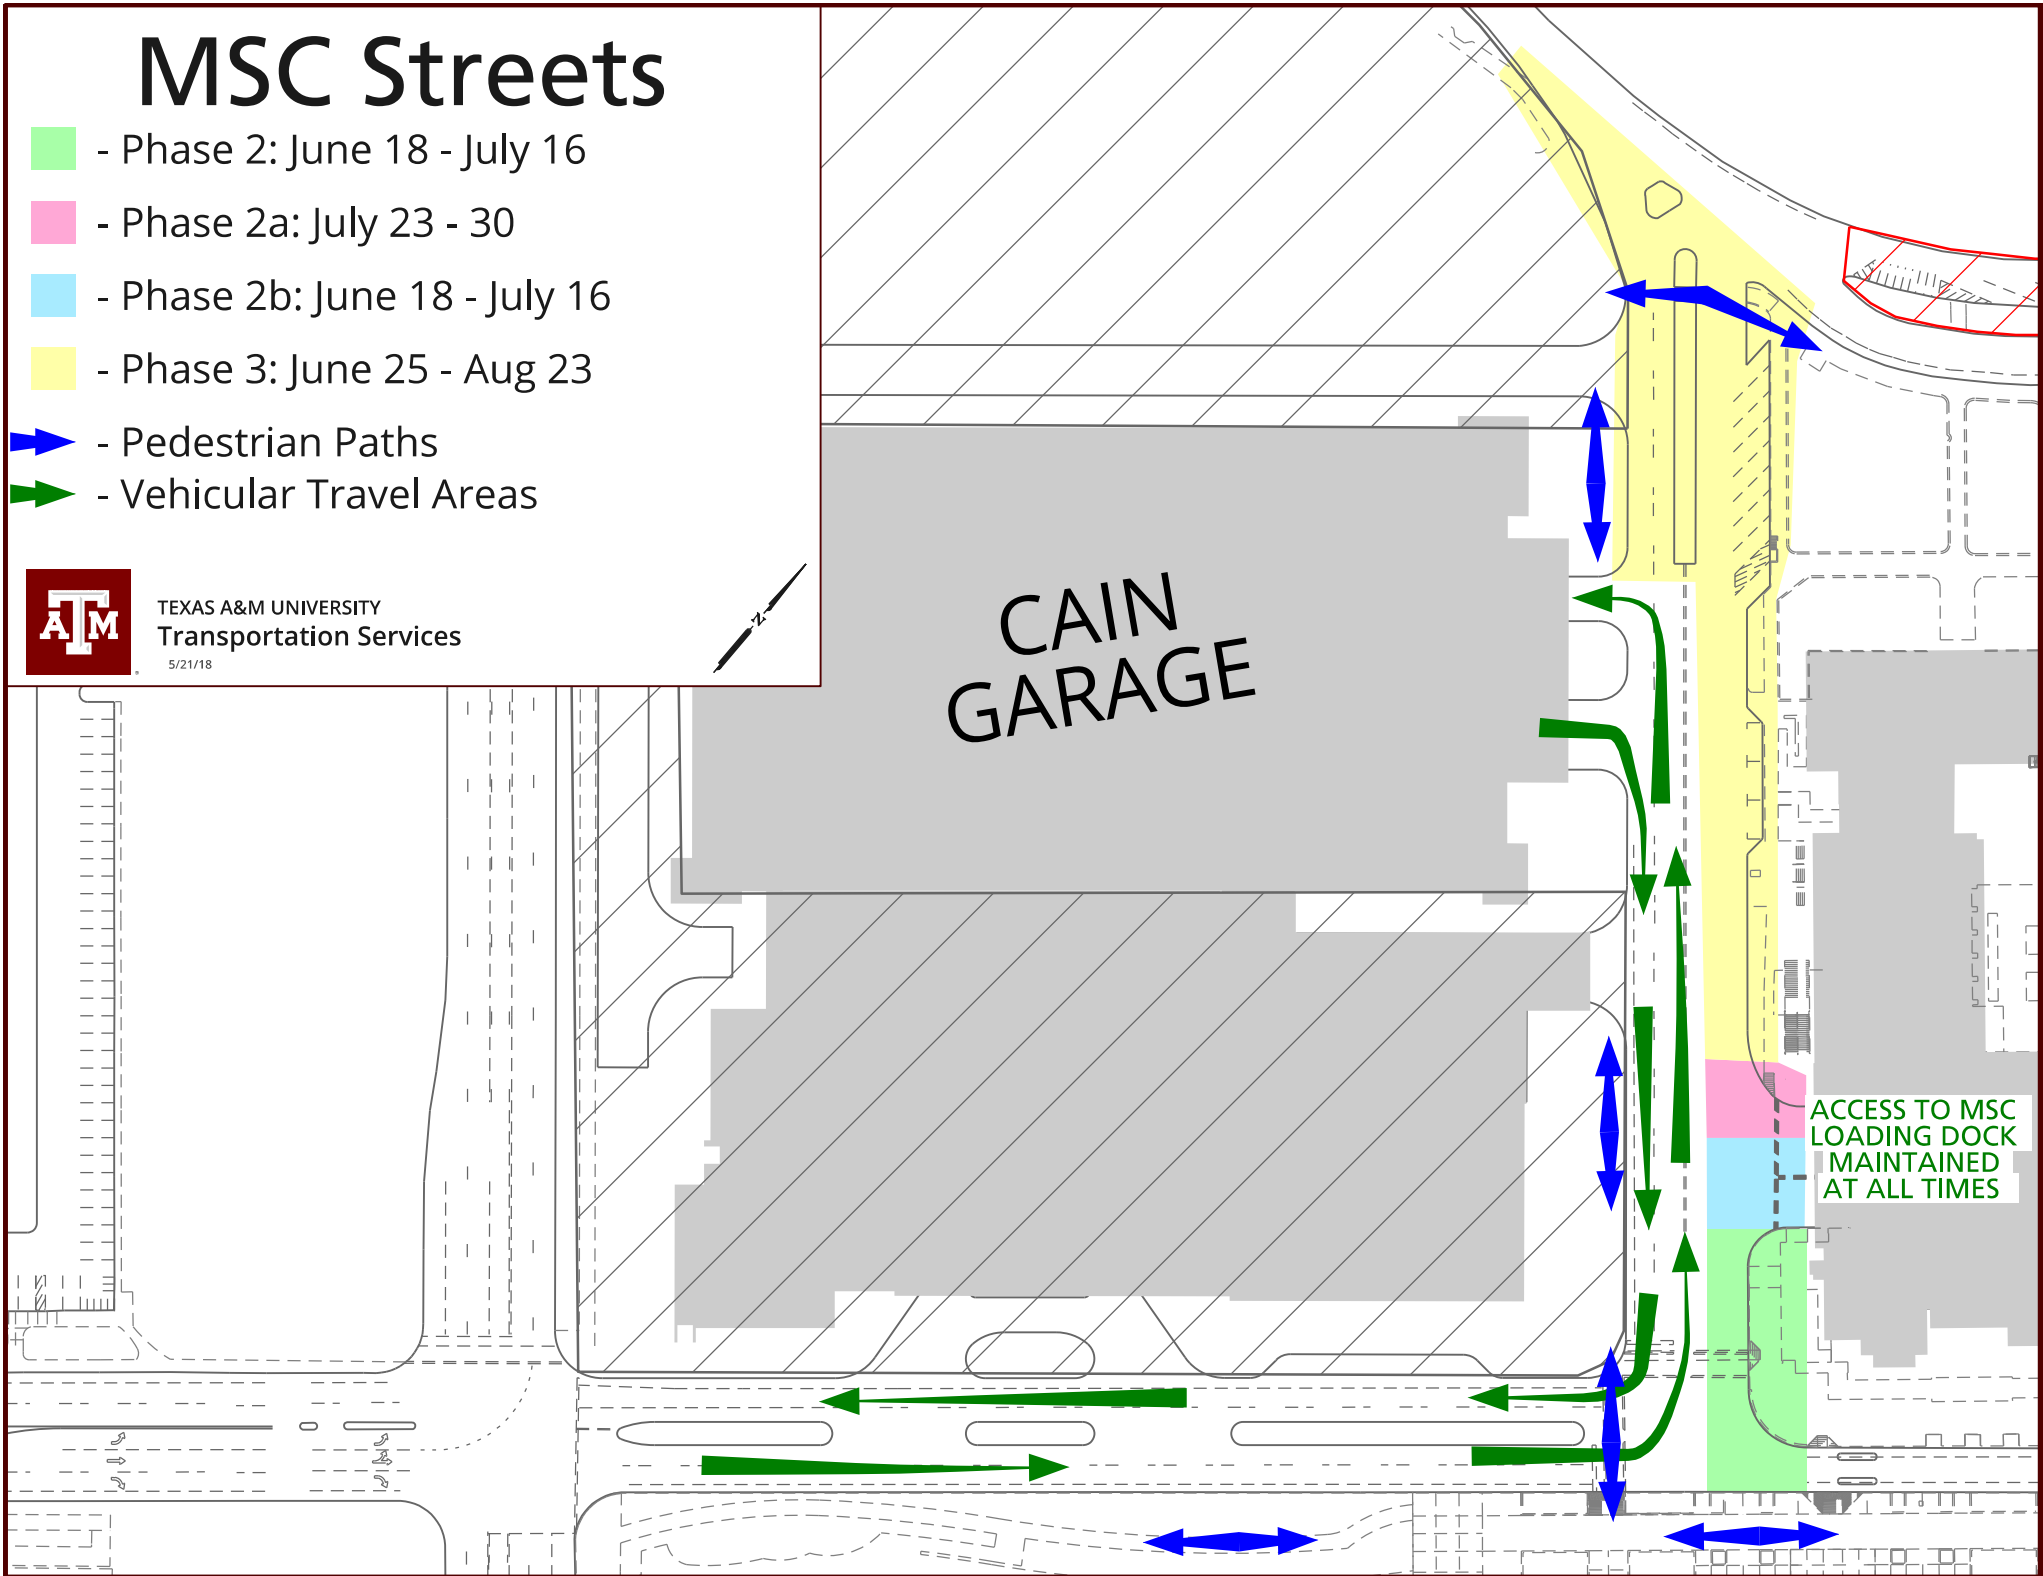 MSC Streets
- Phase 2: June 18 - July 16
- Phase 2a: July 23 - 30
- Phase 2b: June 18 - July 16
- Phase 3: June 25 - Aug 23
- Pedestrian Paths
- Vehicular Travel Areas
ATM
TEXAS A&M UNIVERSITY
Transportation Services
5/21/18
N
CAIN
GARAGE
ACCESS TO MSC
LOADING DOCK
MAINTAINED
AT ALL TIMES